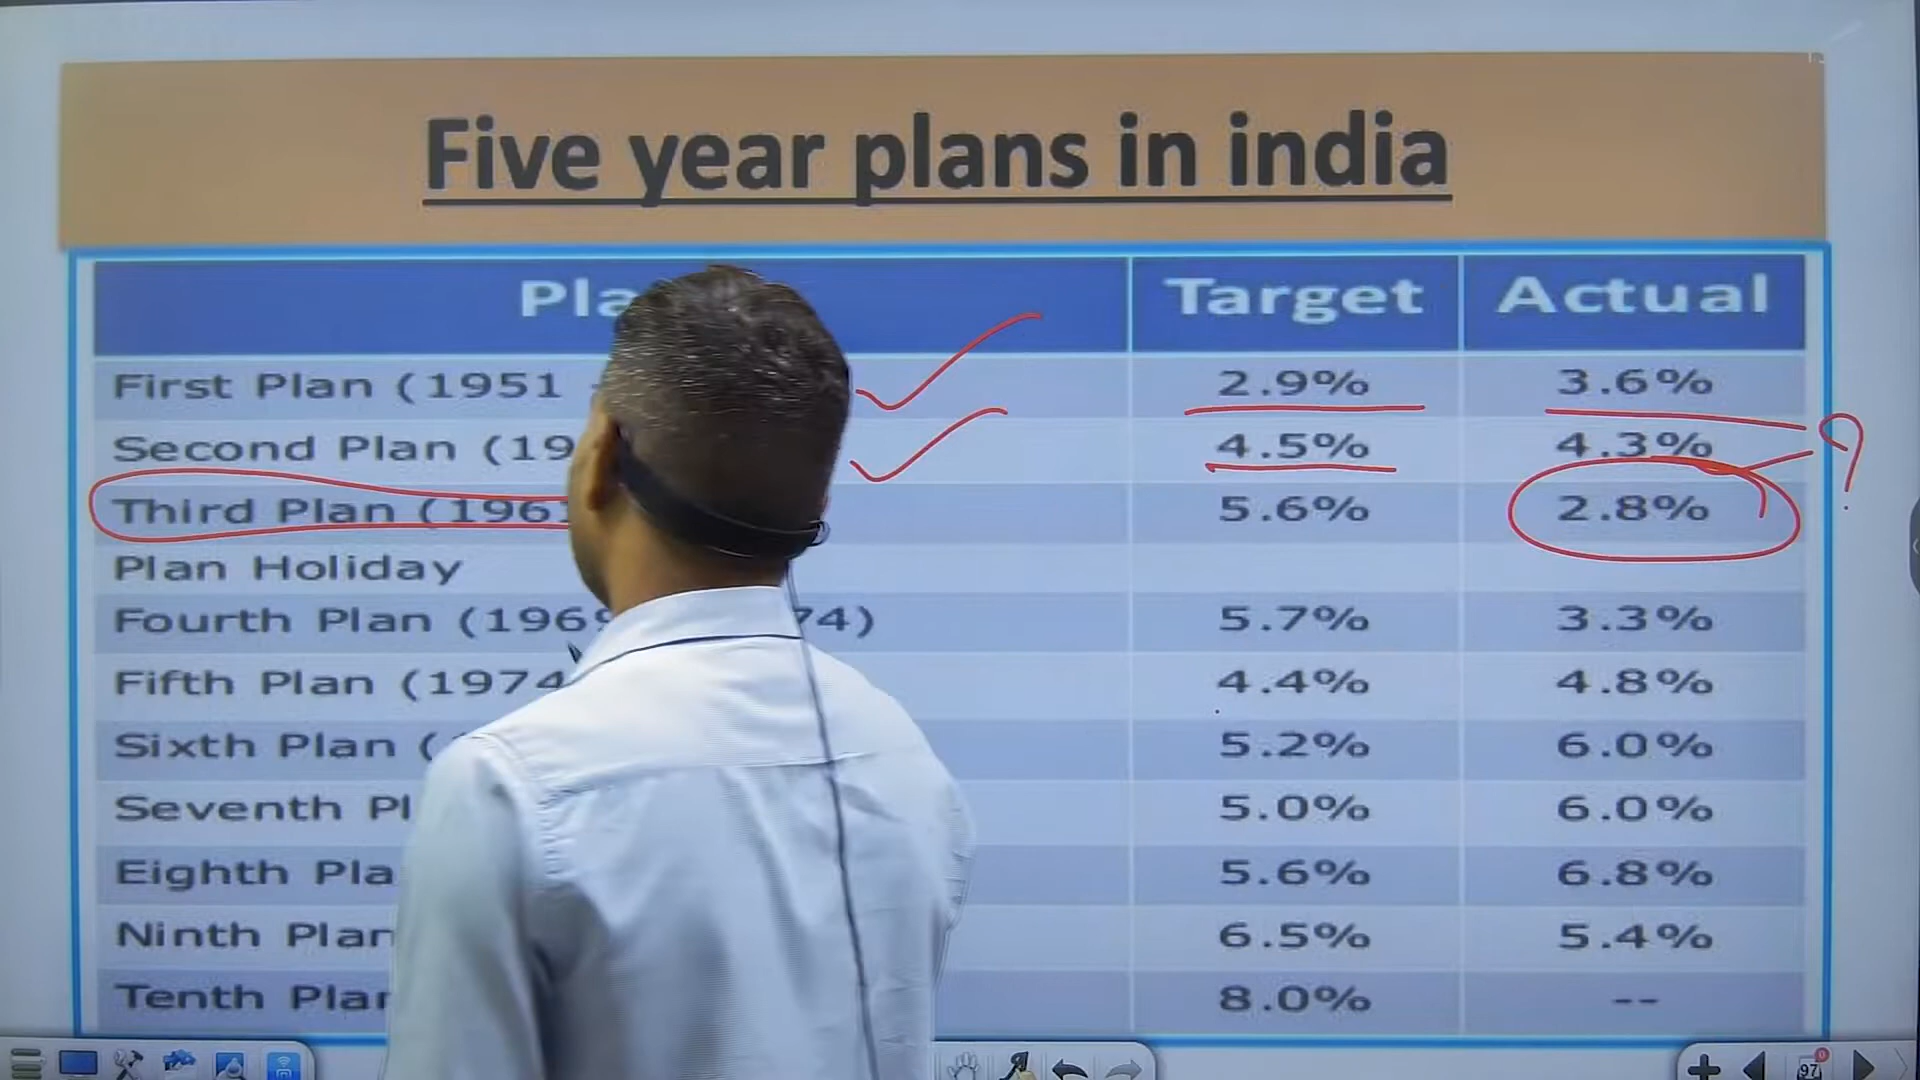 Five year plans in india
Target Actual
First Plan (1951 2.9% 3.6%
Second Plan (19 4.5% 4.3%
Third Plan (1961 5.6% 2.8%
Plan Holiday
Fourth Plan (1969 74) 5.7% 3.3%
Fifth Plan (1974 4.4% 4.8%
Sixth Plan ( 5.2% 6.0%
Seventh Pl 5.0% 6.0%
Eighth Pla 5.6% 6.8%
Ninth Plan 6.5% 5.4%
Tenth Plan 8.0% --
?
97